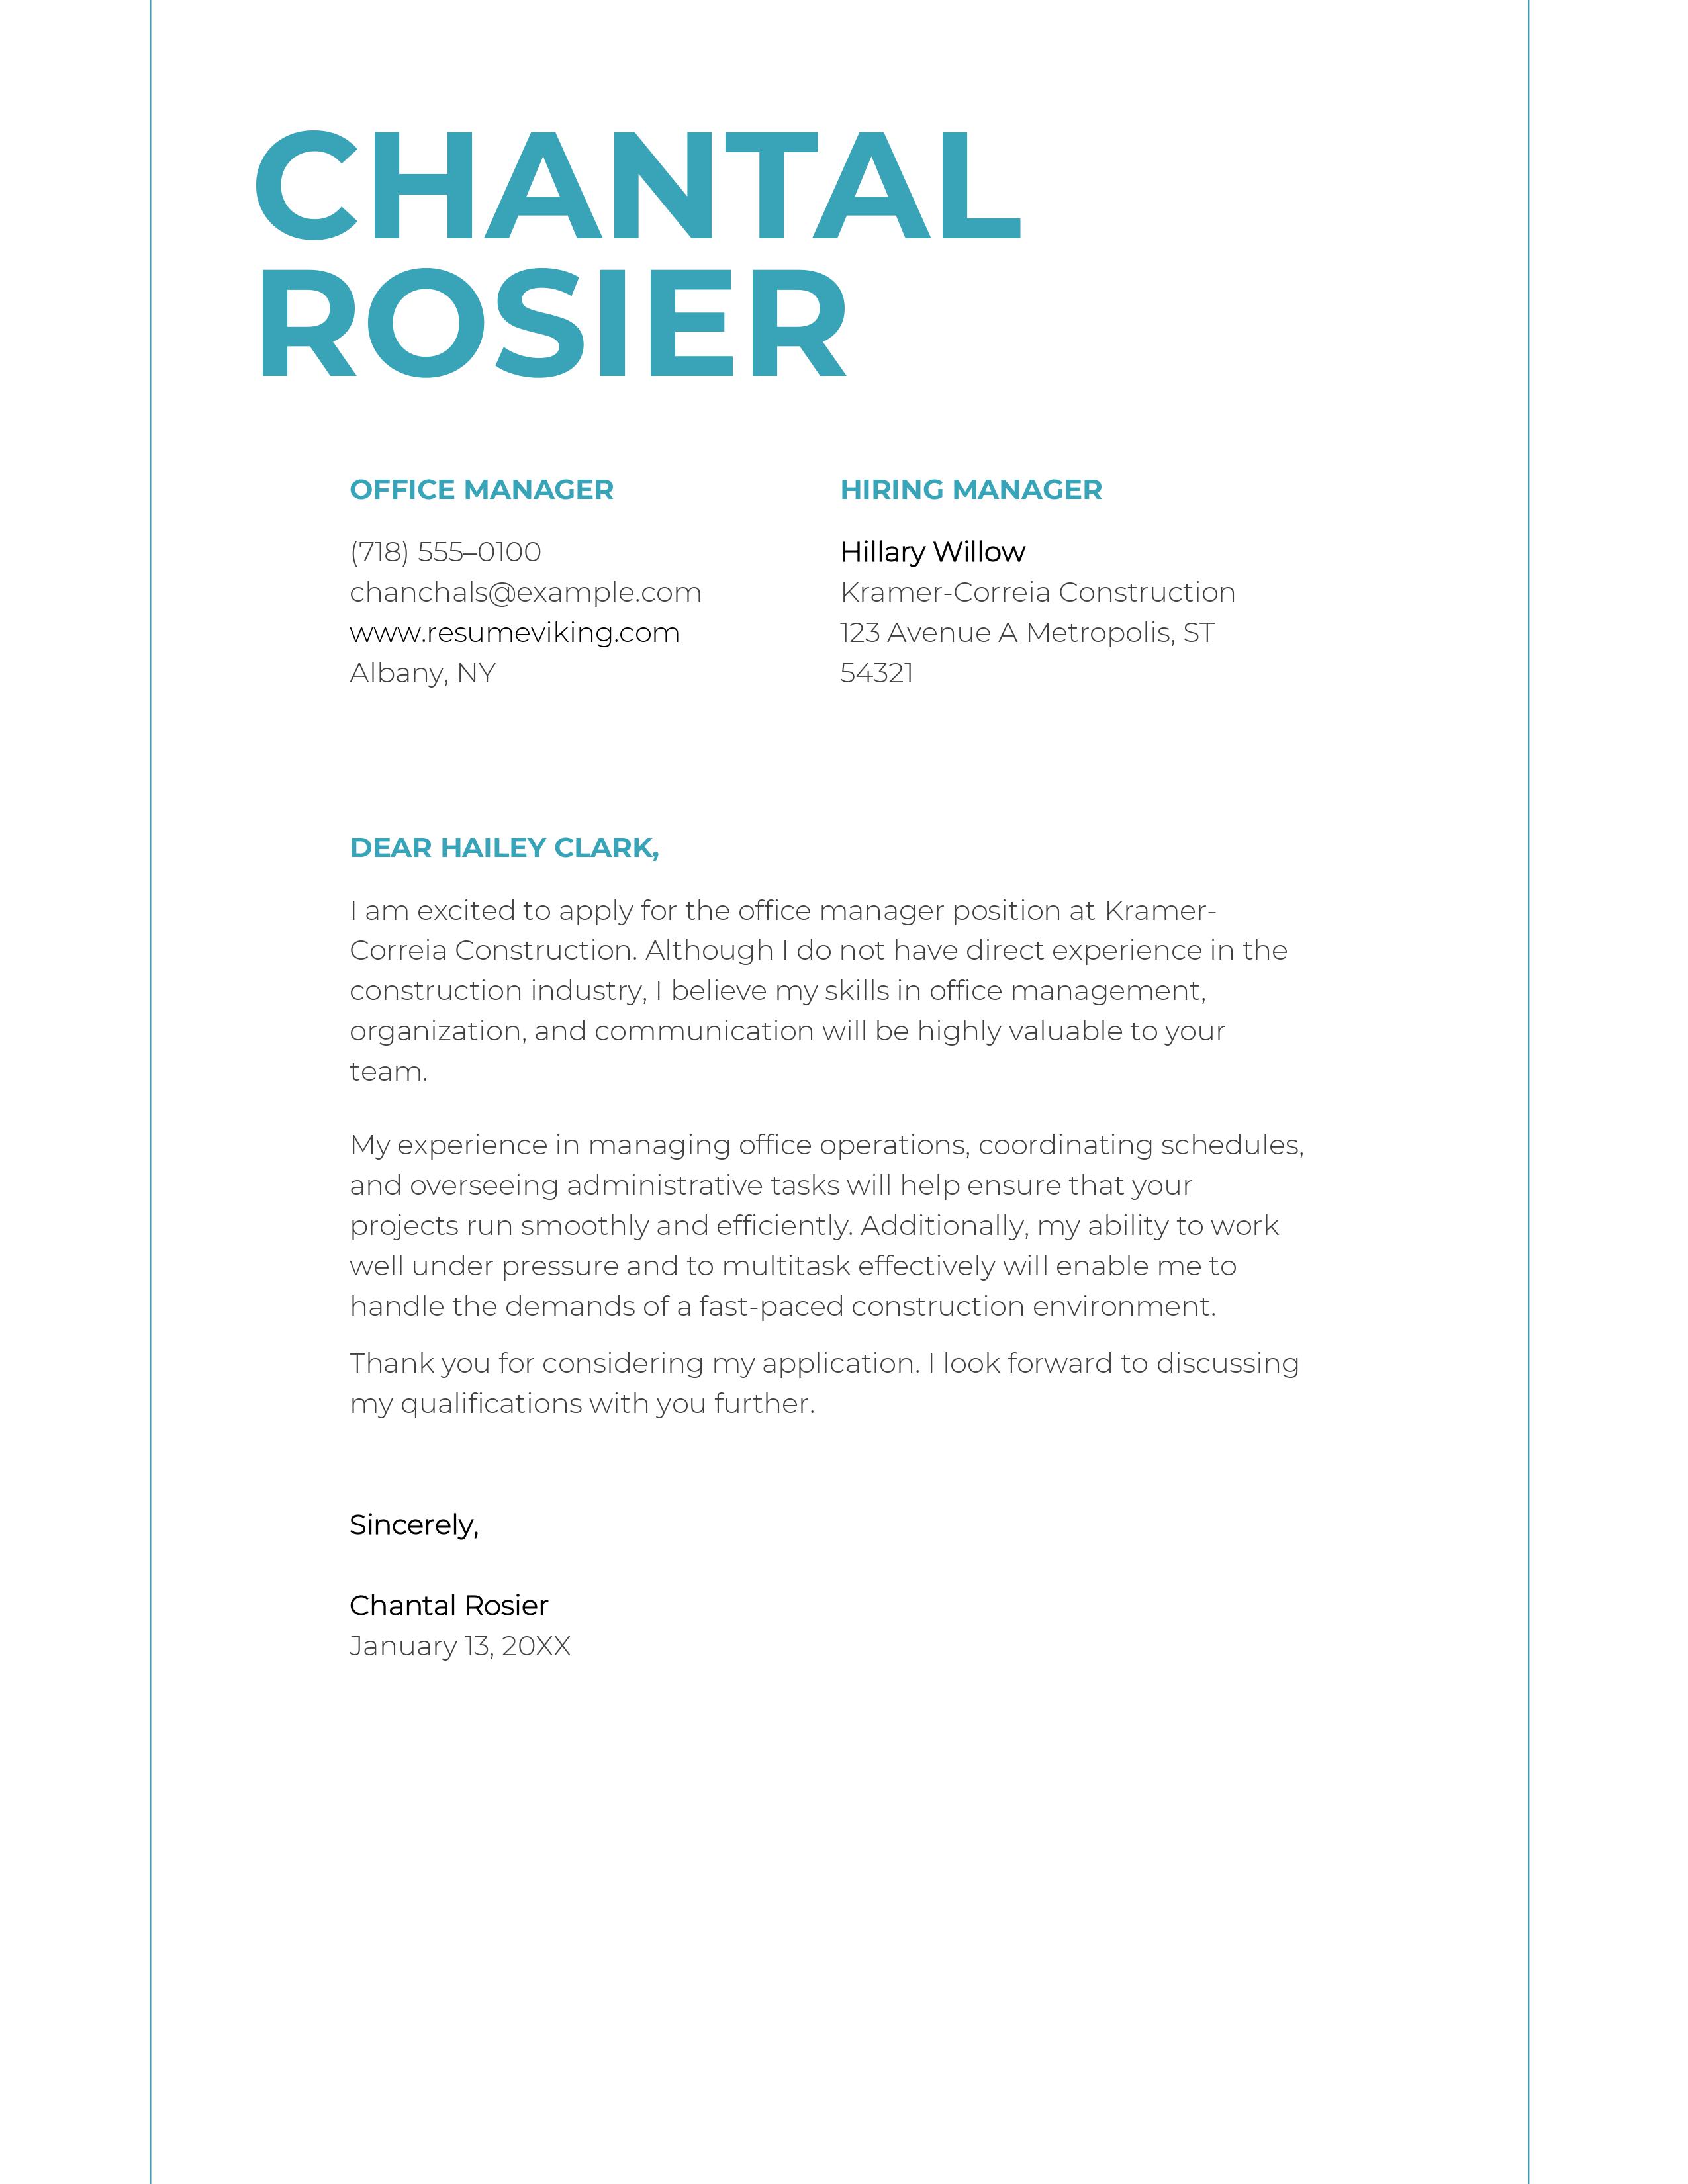 CHANTAL
ROSIER
OFFICE MANAGER
(718) 555–0100
chanchals@example.com
www.resumeviking.com
Albany, NY
HIRING MANAGER
Hillary Willow
Kramer-Correia Construction
123 Avenue A Metropolis, ST
54321
DEAR HAILEY CLARK,
I am excited to apply for the office manager position at Kramer-
Correia Construction. Although I do not have direct experience in the
construction industry, I believe my skills in office management,
organization, and communication will be highly valuable to your
team.
My experience in managing office operations, coordinating schedules,
and overseeing administrative tasks will help ensure that your
projects run smoothly and efficiently. Additionally, my ability to work
well under pressure and to multitask effectively will enable me to
handle the demands of a fast-paced construction environment.
Thank you for considering my application. I look forward to discussing
my qualifications with you further.
Sincerely,
Chantal Rosier
January 13, 20XX